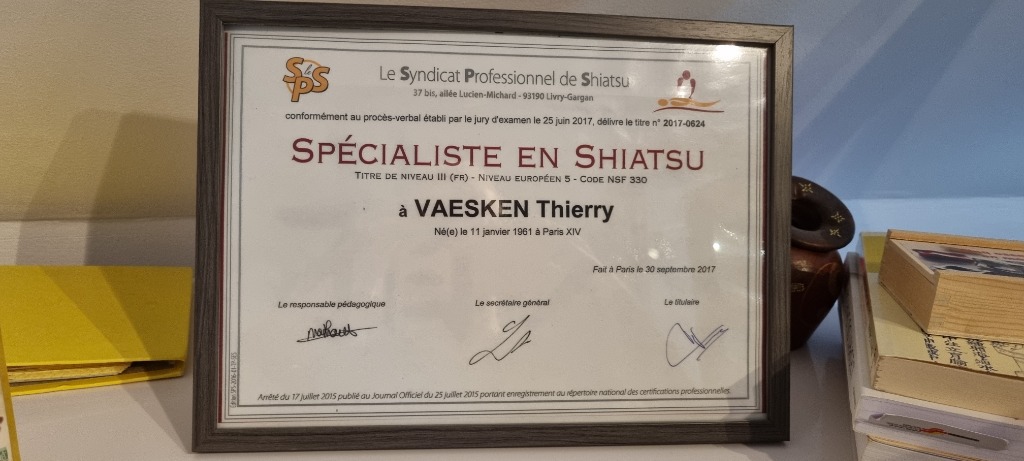 SPS
Le Syndicat Professionnel de Shiatsu
37 bis, allée Lucien-Michard - 93190 Livry-Gargan
conformément au procès-verbal établi par le jury d'examen le 25 juin 2017, délivre le titre n° 2017-0624
SPÉCIALISTE EN SHIATSU
TITRE DE NIVEAU III (FR) - NIVEAU EUROPÉEN 5 - CODE NSF 330
à VAESKEN Thierry
Né(e) le 11 janvier 1961 à Paris XIV
Fait à Paris le 30 septembre 2017
Le responsable pédagogique
Le secrétaire général
Le titulaire
Arrêté du 17 juillet 2015 publié au Journal Officiel du 25 juillet 2015 portant enregistrement au répertoire national des certifications professionnelles.